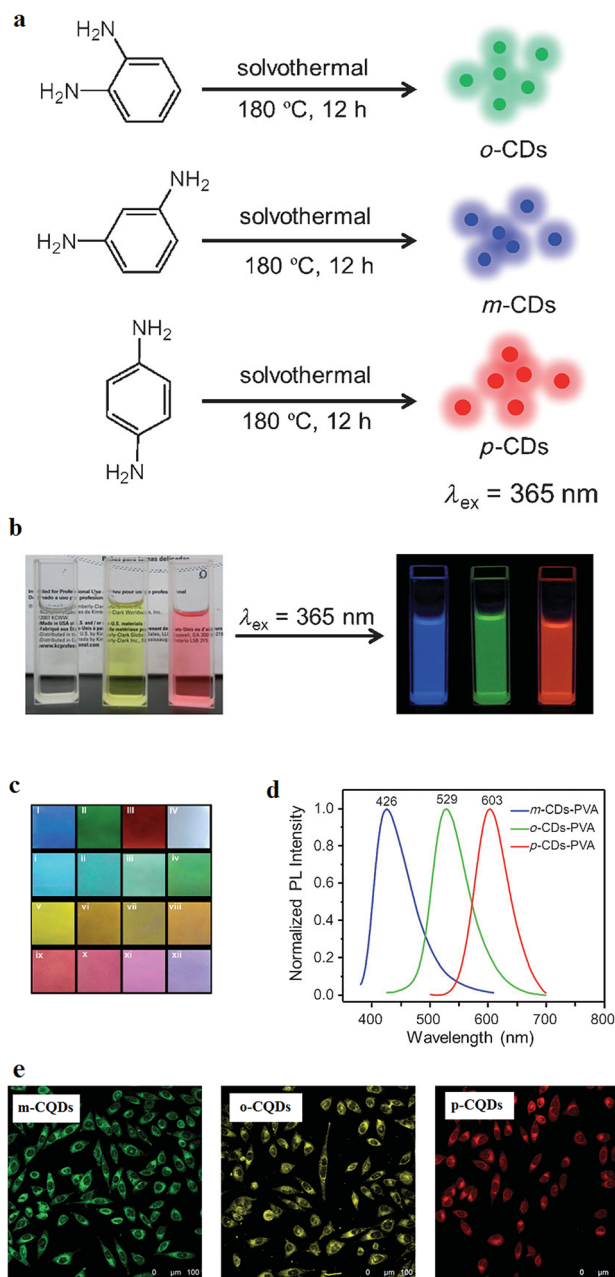 a
H₂N
H₂N
solvothermal
180 ºC, 12 h
o-CDs
NH₂
H₂N
solvothermal
180 ºC, 12 h
m-CDs
NH₂
H₂N
solvothermal
180 ºC, 12 h
p-CDs
λex = 365 nm
b
λex = 365 nm
c
I II III IV
i ii iii iv
v vi vii viii
ix x xi xii
d
426 529 603
m-CDs-PVA
o-CDs-PVA
p-CDs-PVA
Normalized PL Intensity
1.0
0.8
0.6
0.4
0.2
0.0
400 500 600 700 800
Wavelength (nm)
e
m-CQDs
o-CQDs
p-CQDs
0 µm 100
0 µm 100
0 µm 100